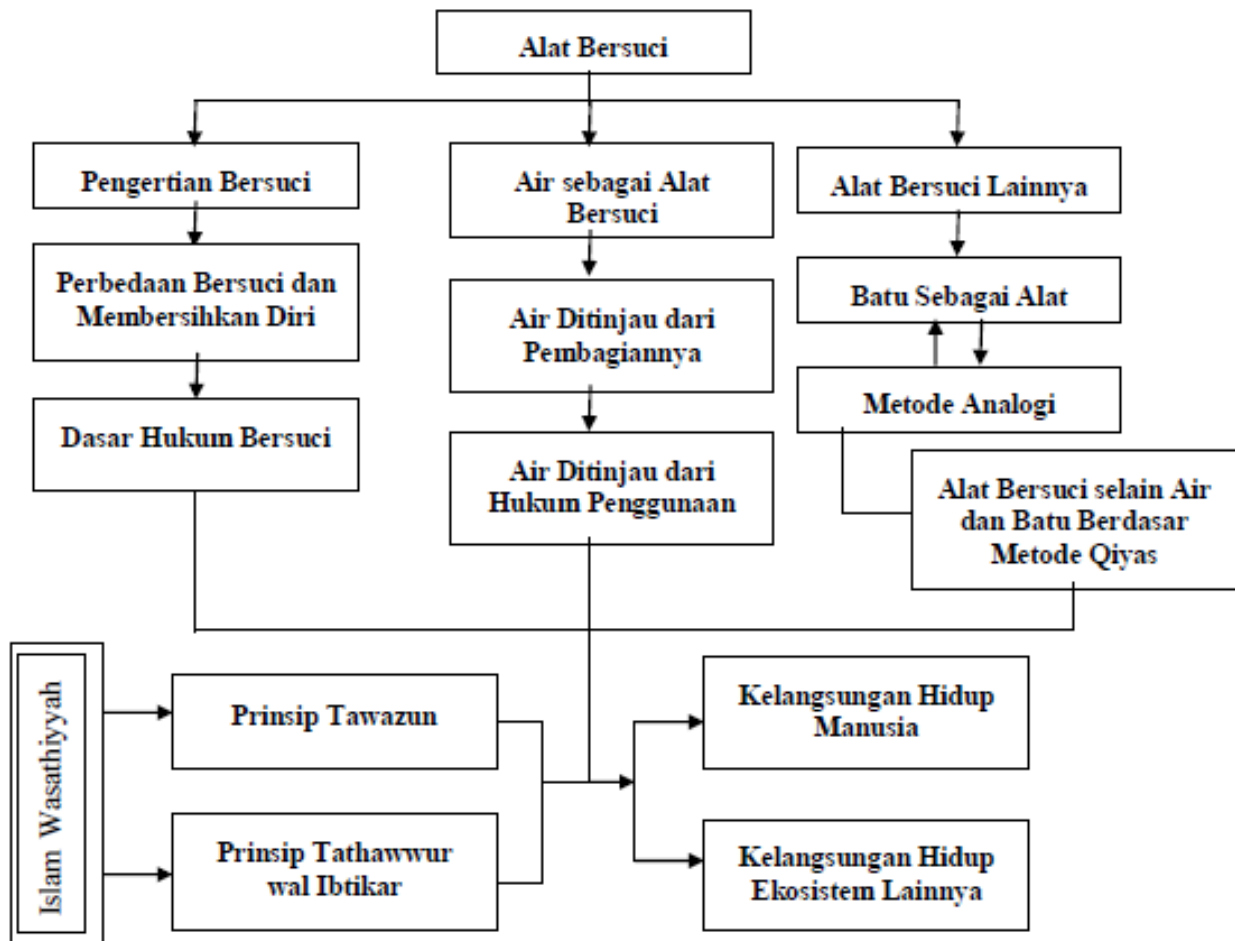 Alat Bersuci
Pengertian Bersuci
Air sebagai Alat
Bersuci
Alat Bersuci Lainnya
Perbedaan Bersuci dan
Membersihkan Diri
Air Ditinjau dari
Pembagiannya
Batu Sebagai Alat
Metode Analogi
Dasar Hukum Bersuci
Air Ditinjau dari
Hukum Penggunaan
Alat Bersuci selain Air
dan Batu Berdasar
Metode Qiyas
Islam Wasathiyyah
Prinsip Tawazun
Kelangsungan Hidup
Manusia
Prinsip Tathawwur
wal Ibtikar
Kelangsungan Hidup
Ekosistem Lainnya